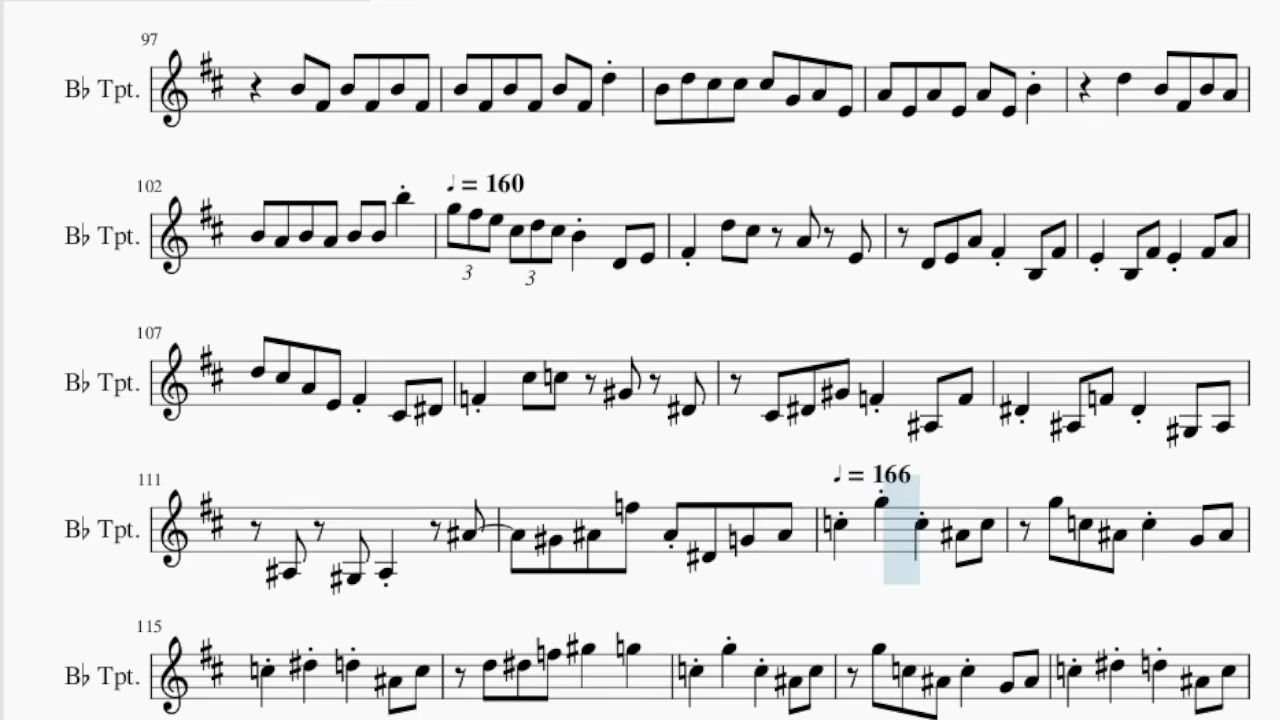 97
B♭ Tpt.
102
♩ = 160
B♭ Tpt.
3 3
107
B♭ Tpt.
111
♩ = 166
B♭ Tpt.
115
B♭ Tpt.